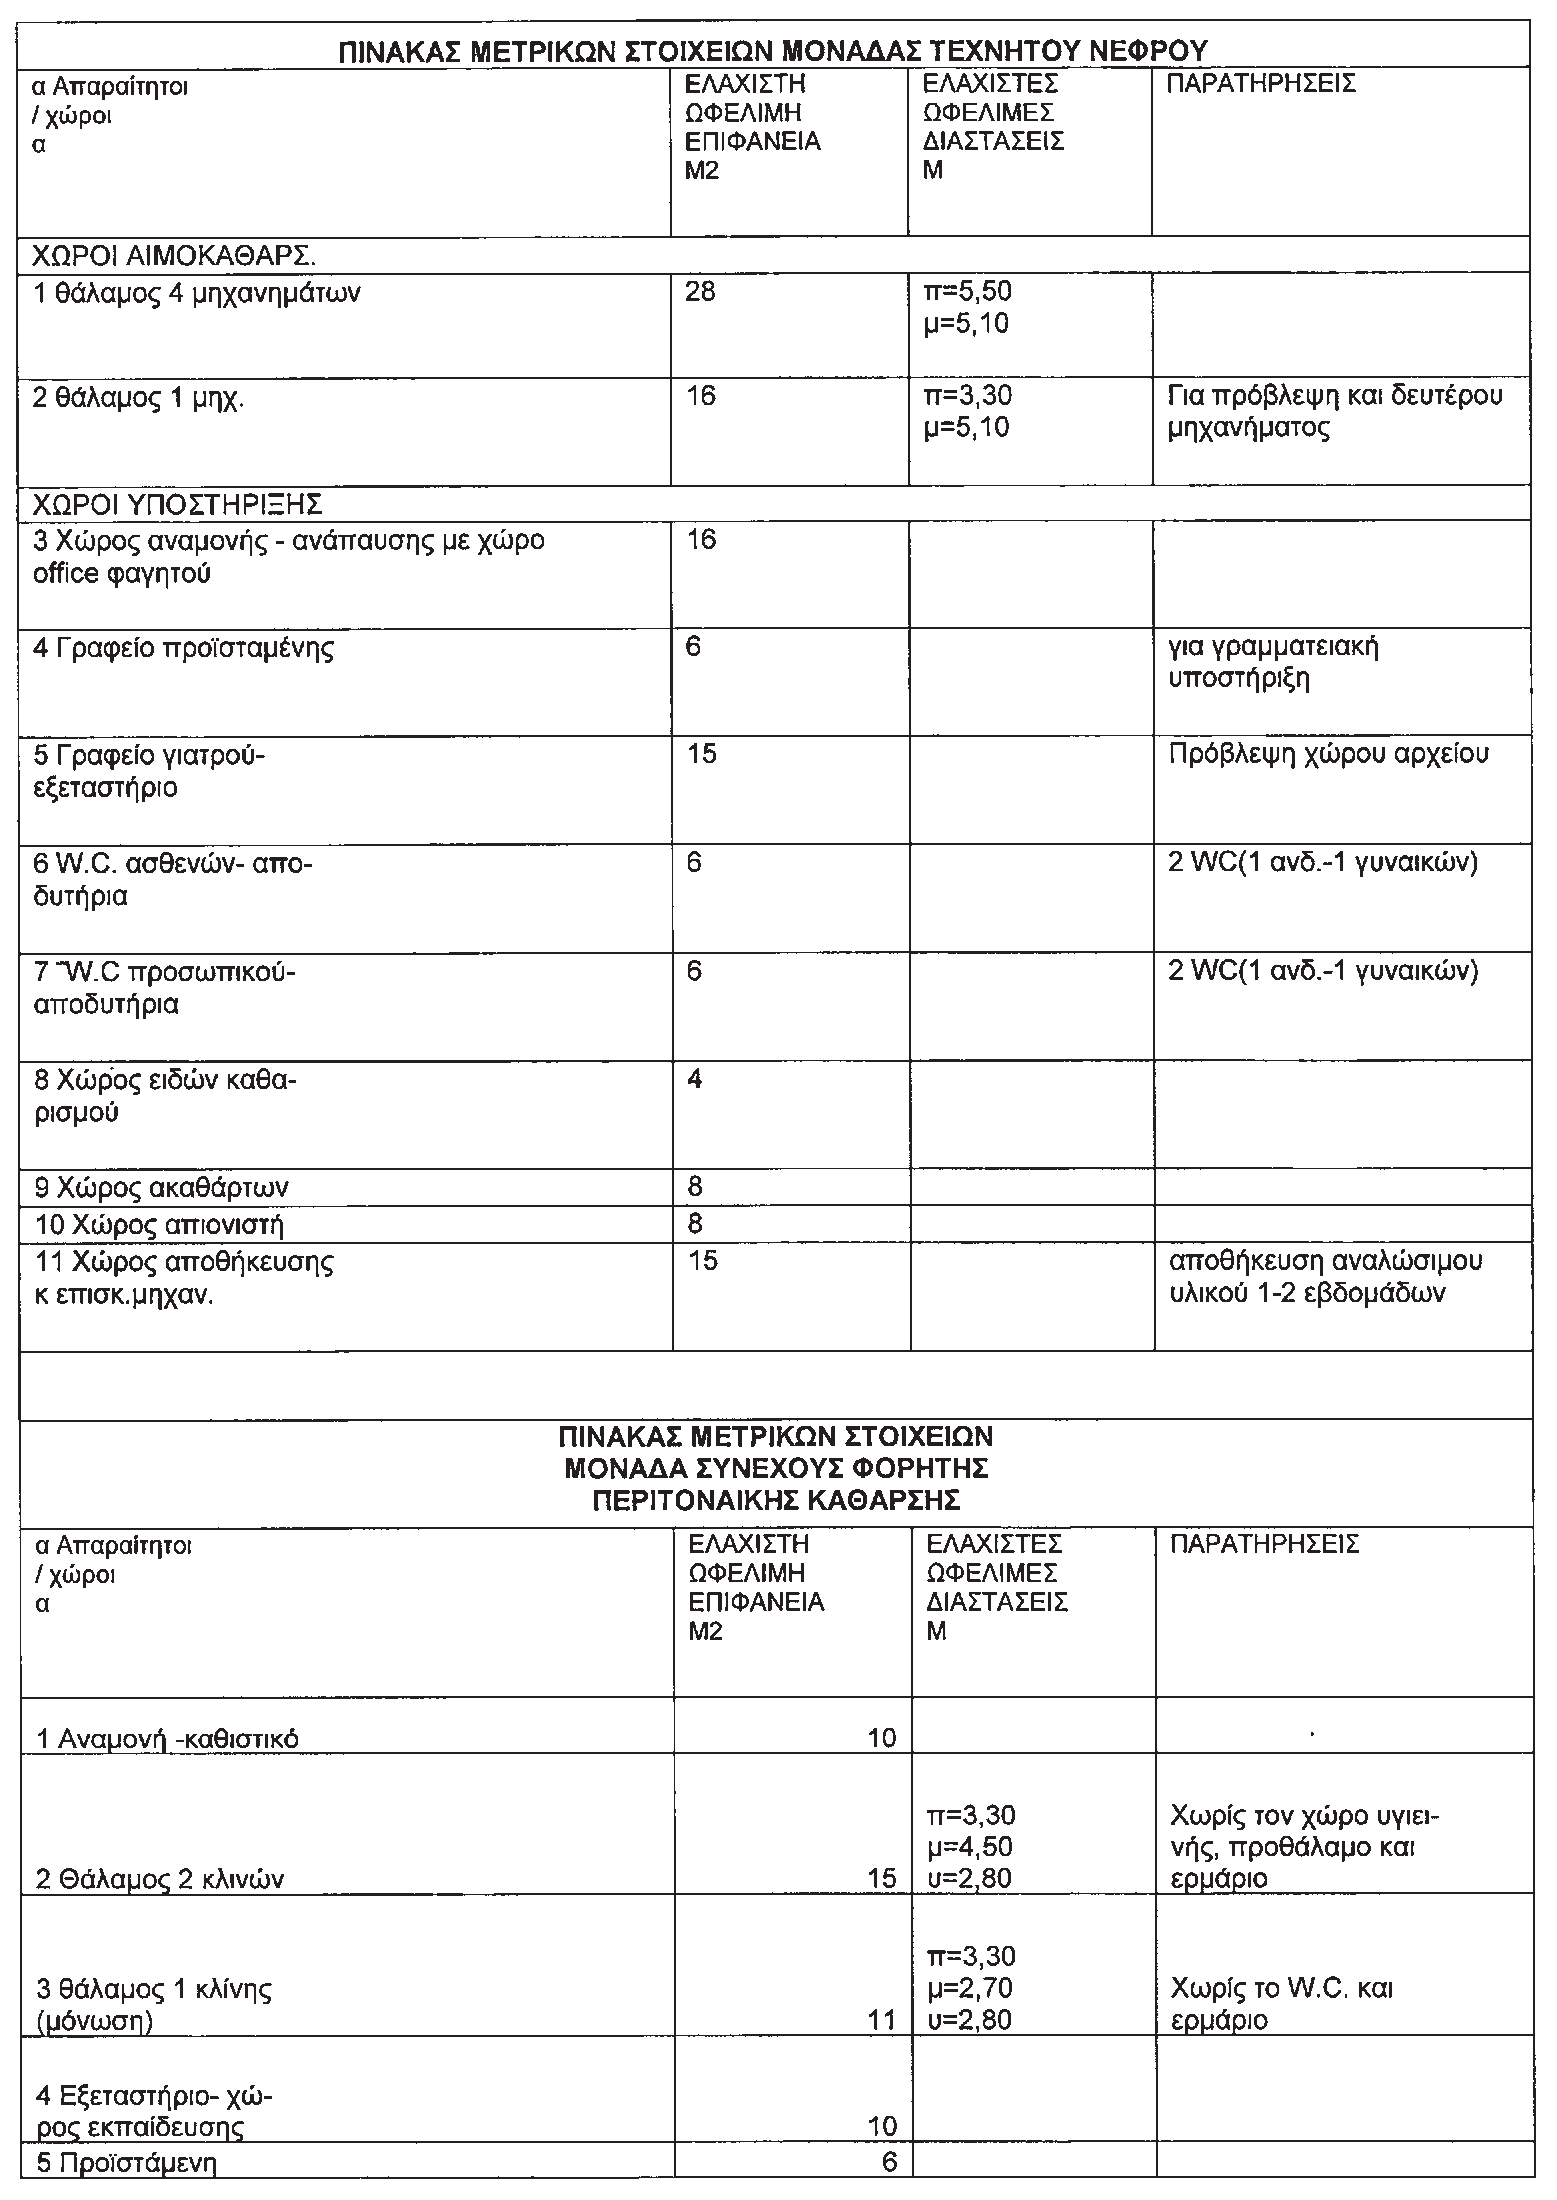 ΠΙΝΑΚΑΣ ΜΕΤΡΙΚΩΝ ΣΤΟΙΧΕΙΩΝ ΜΟΝΑΔΑΣ ΤΕΧΝΗΤΟΥ ΝΕΦΡΟΥ
α Απαραίτητοι
/ χώροι
α
ΕΛΑΧΙΣΤΗ
ΩΦΕΛΙΜΗ
ΕΠΙΦΑΝΕΙΑ
Μ2
ΕΛΑΧΙΣΤΕΣ
ΩΦΕΛΙΜΕΣ
ΔΙΑΣΤΑΣΕΙΣ
Μ
ΠΑΡΑΤΗΡΗΣΕΙΣ
ΧΩΡΟΙ ΑΙΜΟΚΑΘΑΡΣ.
1 θάλαμος 4 μηχανημάτων
28
π=5,50
μ=5,10
2 θάλαμος 1 μηχ.
16
π=3,30
μ=5,10
Για πρόβλεψη και δευτέρου
μηχανήματος
ΧΩΡΟΙ ΥΠΟΣΤΗΡΙΞΗΣ
3 Χώρος αναμονής - ανάπαυσης με χώρο
office φαγητού
16
4 Γραφείο προϊσταμένης
6
για γραμματειακή
υποστήριξη
5 Γραφείο γιατρού-
εξεταστήριο
15
Πρόβλεψη χώρου αρχείου
6 W.C. ασθενών- απο-
δυτήρια
6
2 WC(1 ανδ.-1 γυναικών)
7 W.C προσωπικού-
αποδυτήρια
6
2 WC(1 ανδ.-1 γυναικών)
8 Χώρος ειδών καθα-
ρισμού
4
9 Χώρος ακαθάρτων
8
10 Χώρος απιονιστή
8
11 Χώρος αποθήκευσης
κ επισκ.μηχαν.
15
αποθήκευση αναλώσιμου
υλικού 1-2 εβδομάδων
ΠΙΝΑΚΑΣ ΜΕΤΡΙΚΩΝ ΣΤΟΙΧΕΙΩΝ
ΜΟΝΑΔΑ ΣΥΝΕΧΟΥΣ ΦΟΡΗΤΗΣ
ΠΕΡΙΤΟΝΑΙΚΗΣ ΚΑΘΑΡΣΗΣ
α Απαραίτητοι
/ χώροι
α
ΕΛΑΧΙΣΤΗ
ΩΦΕΛΙΜΗ
ΕΠΙΦΑΝΕΙΑ
Μ2
ΕΛΑΧΙΣΤΕΣ
ΩΦΕΛΙΜΕΣ
ΔΙΑΣΤΑΣΕΙΣ
Μ
ΠΑΡΑΤΗΡΗΣΕΙΣ
1 Αναμονή -καθιστικό
10
2 Θάλαμος 2 κλινών
15
π=3,30
μ=4,50
υ=2,80
Χωρίς τον χώρο υγιει-
νής, προθάλαμο και
ερμάριο
3 θάλαμος 1 κλίνης
(μόνωση)
11
π=3,30
μ=2,70
υ=2,80
Χωρίς το W.C. και
ερμάριο
4 Εξεταστήριο- χώ-
ρος εκπαίδευσης
10
5 Προϊστάμενη
6